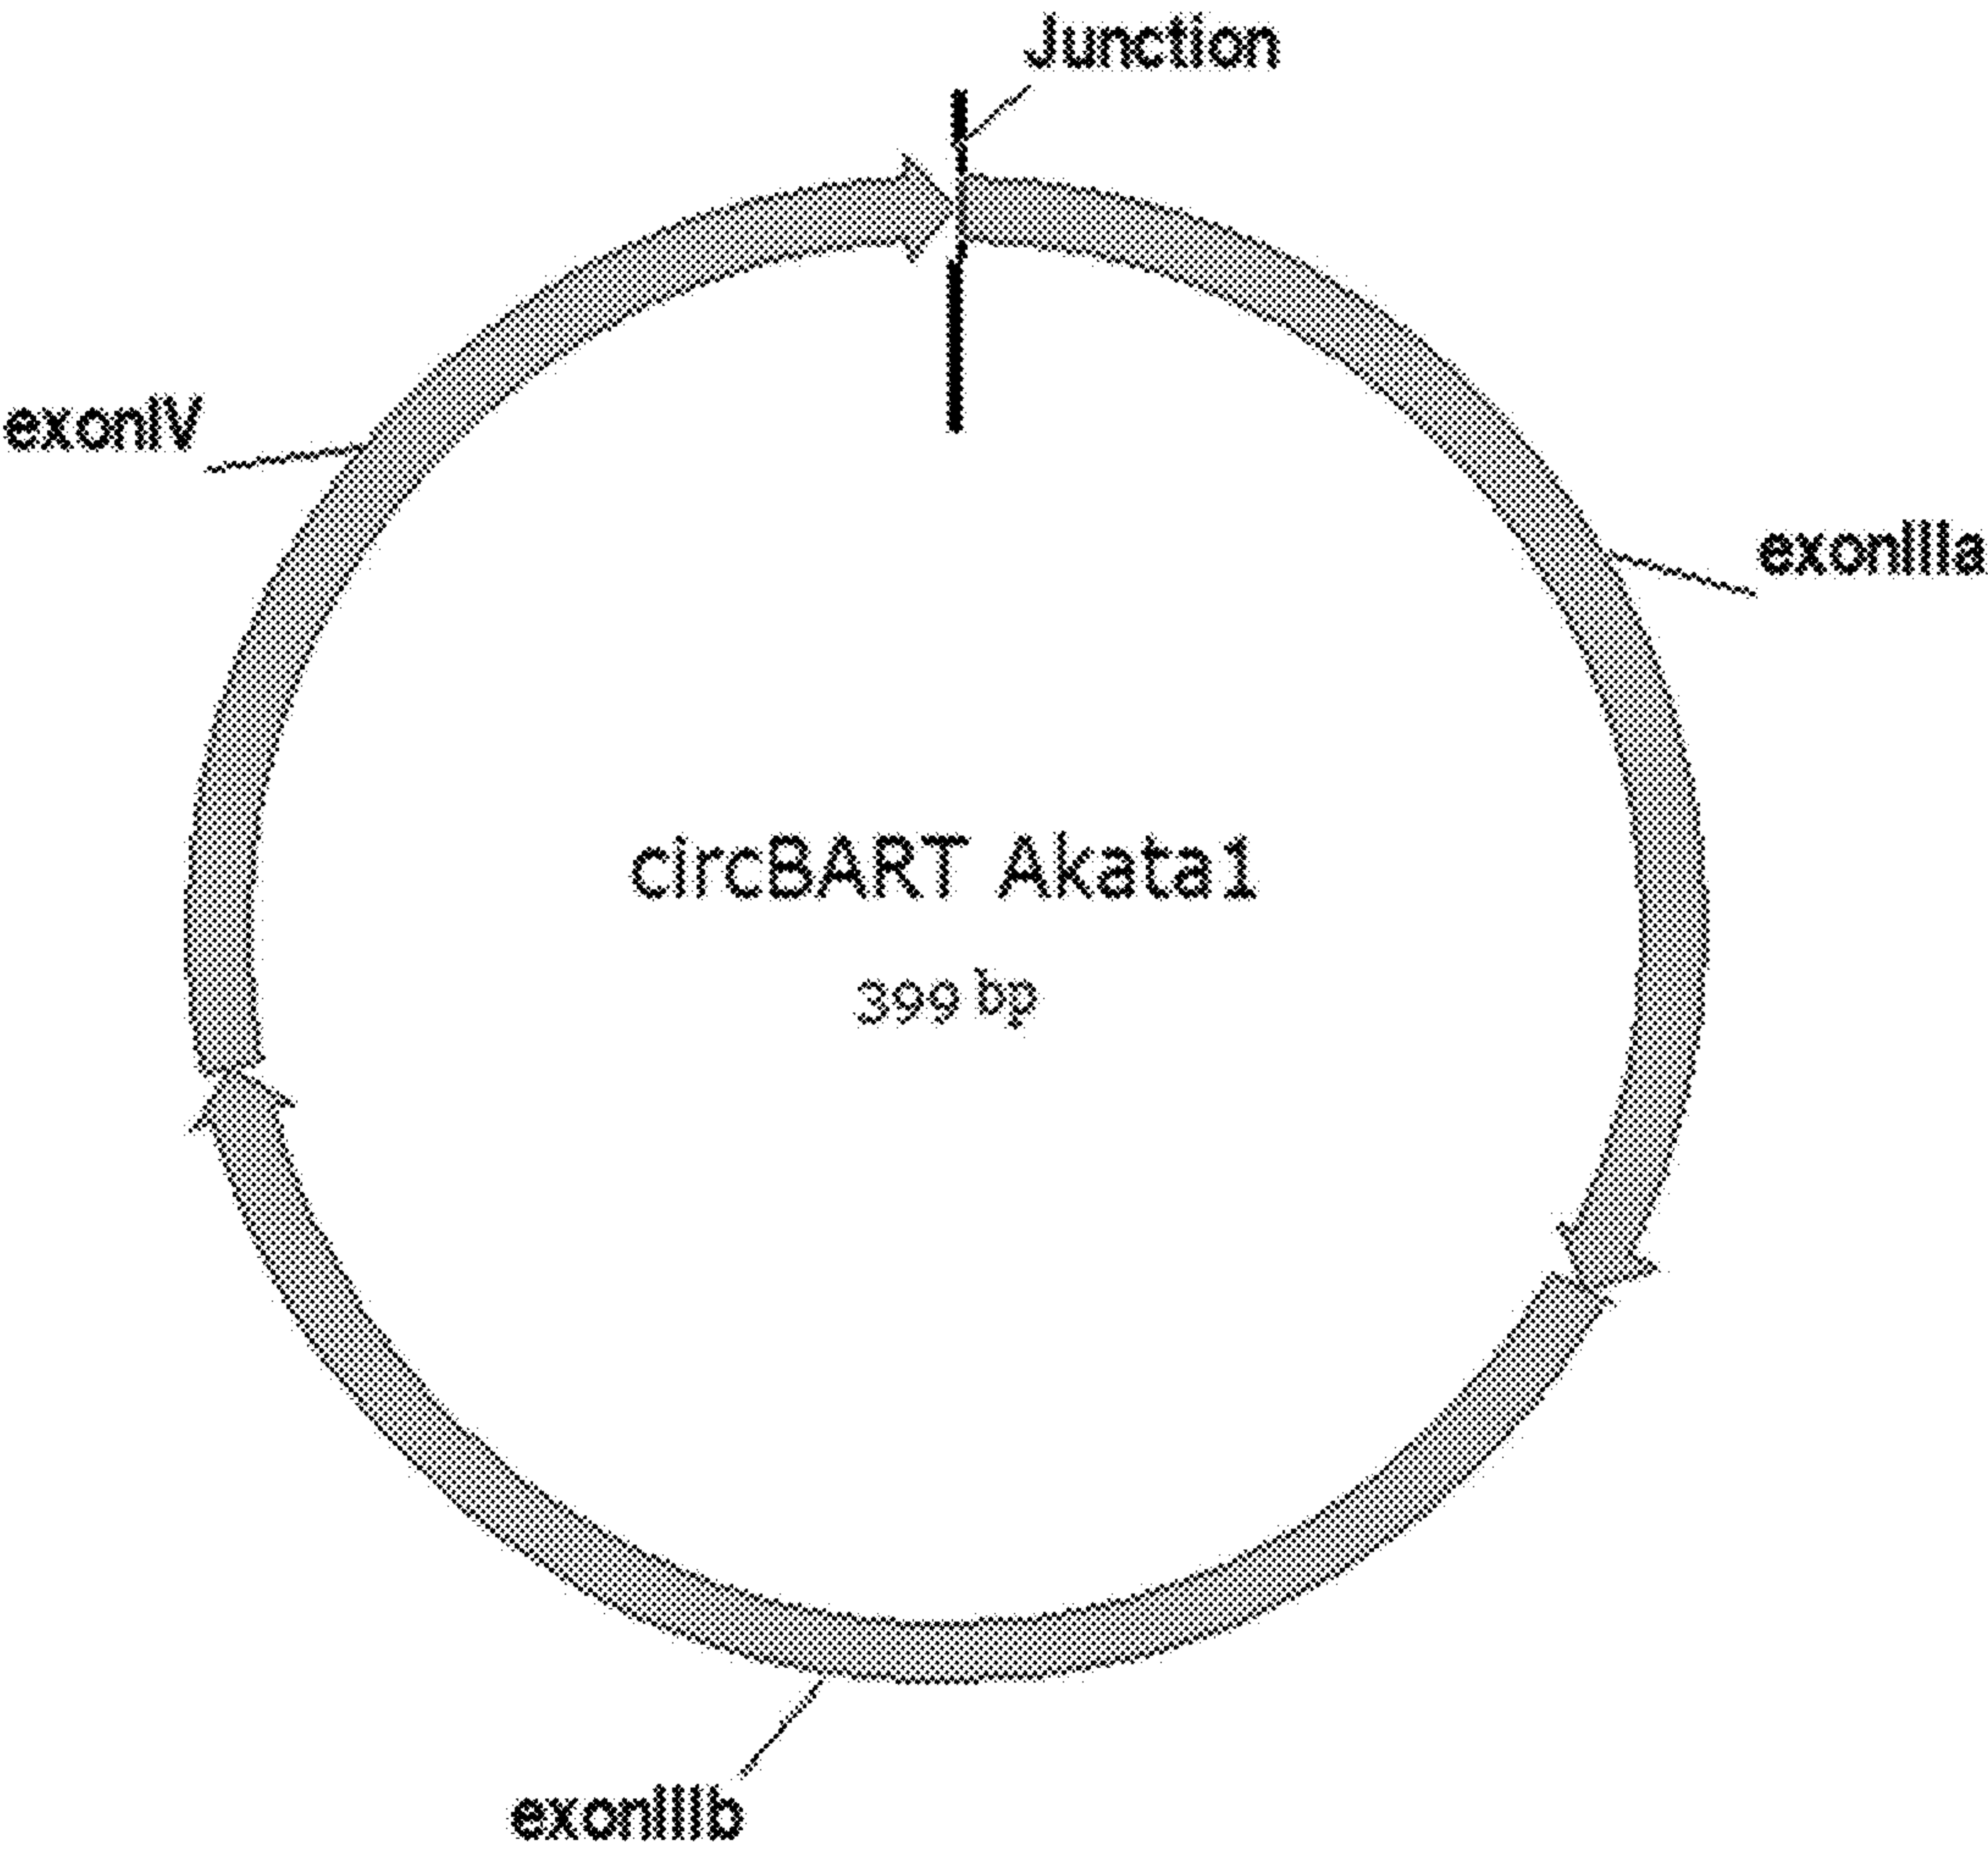 Junction
exonIV
exonIIIa
circBART Akata1
399 bp
exonIIIb